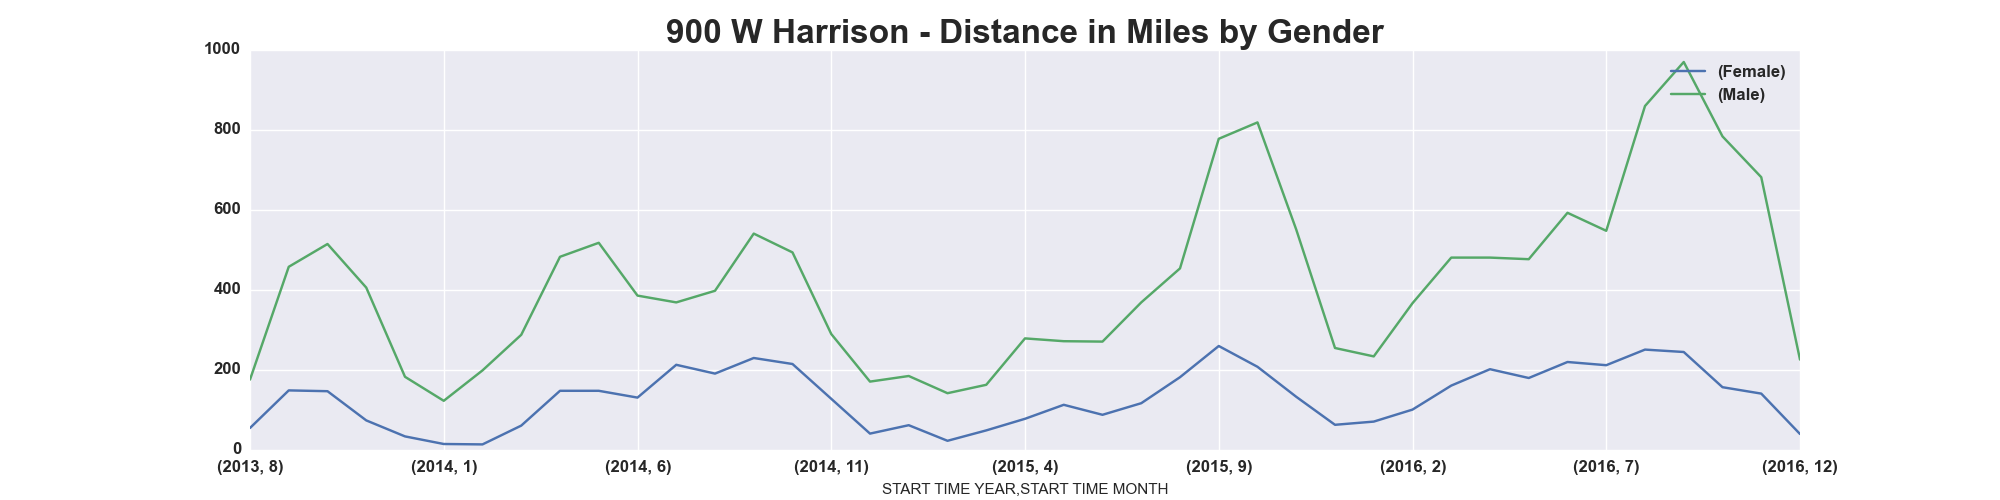 900 W Harrison - Distance in Miles by Gender
1000
800
600
400
200
0
(Female)
(Male)
(2013, 8) (2014, 1) (2014, 6) (2014, 11) (2015, 4) (2015, 9) (2016, 2) (2016, 7) (2016, 12)
START TIME YEAR,START TIME MONTH